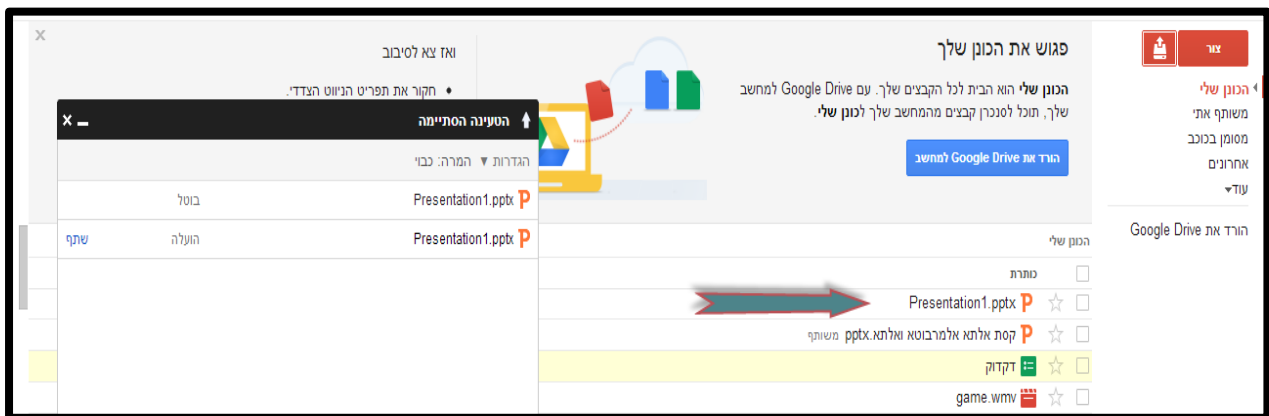 צור
הכונן שלי
משותף אתי
מסומן בכוכב
אחרונים
עוד
הורד את Google Drive
פגוש את הכונן שלך
הכונן שלי הוא הבית לכל הקבצים שלך. עם Google Drive למחשב
שלך, תוכל לסנכרן קבצים מהמחשב שלך לכונן שלי.
הורד את Google Drive למחשב
ואז צא לסיבוב
• חקור את תפריט הניווט הצדדי.
הטעינה הסתיימה
הגדרות ▼ המרה: כבוי
Presentation1.pptx בוטל
Presentation1.pptx הועלה שתף
הכונן שלי
כותרת
Presentation1.pptx
קסת אלתא אלמרבוטא ואלתא.pptx משותף
דקדוק
game.wmv